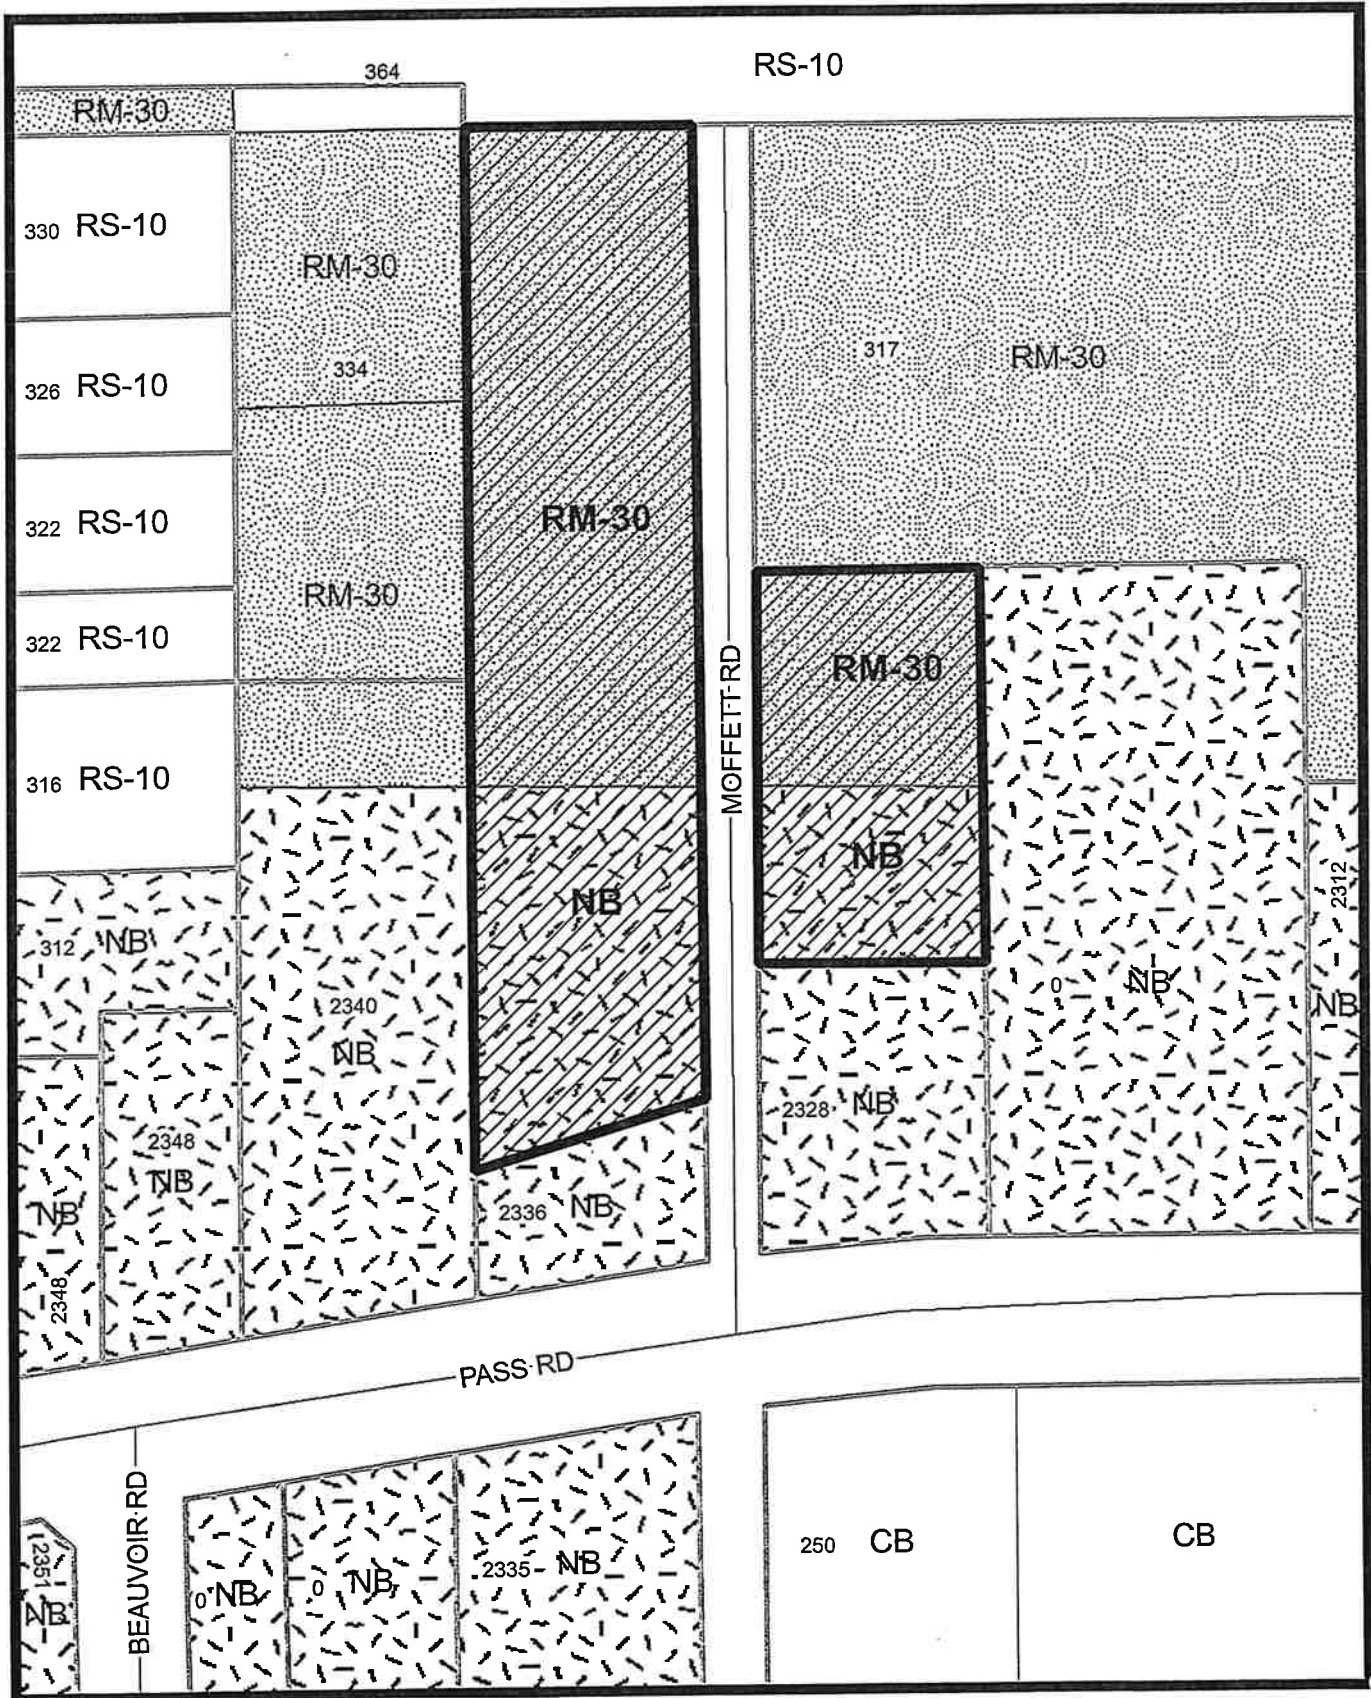 RS-10
364
RM-30
330 RS-10
RM-30
334
317
RM-30
326 RS-10
RM-30
322 RS-10
RM-30
322 RS-10
RM-30
MOFFETT RD
316 RS-10
NB
NB
2312
312 NB
0 NB
NB
2340
NB
2328 NB
2348
NB
NB
2348
2336 NB
PASS RD
BEAUVOIR RD
2351
NB
0 NB
0 NB
2335 NB
250 CB
CB